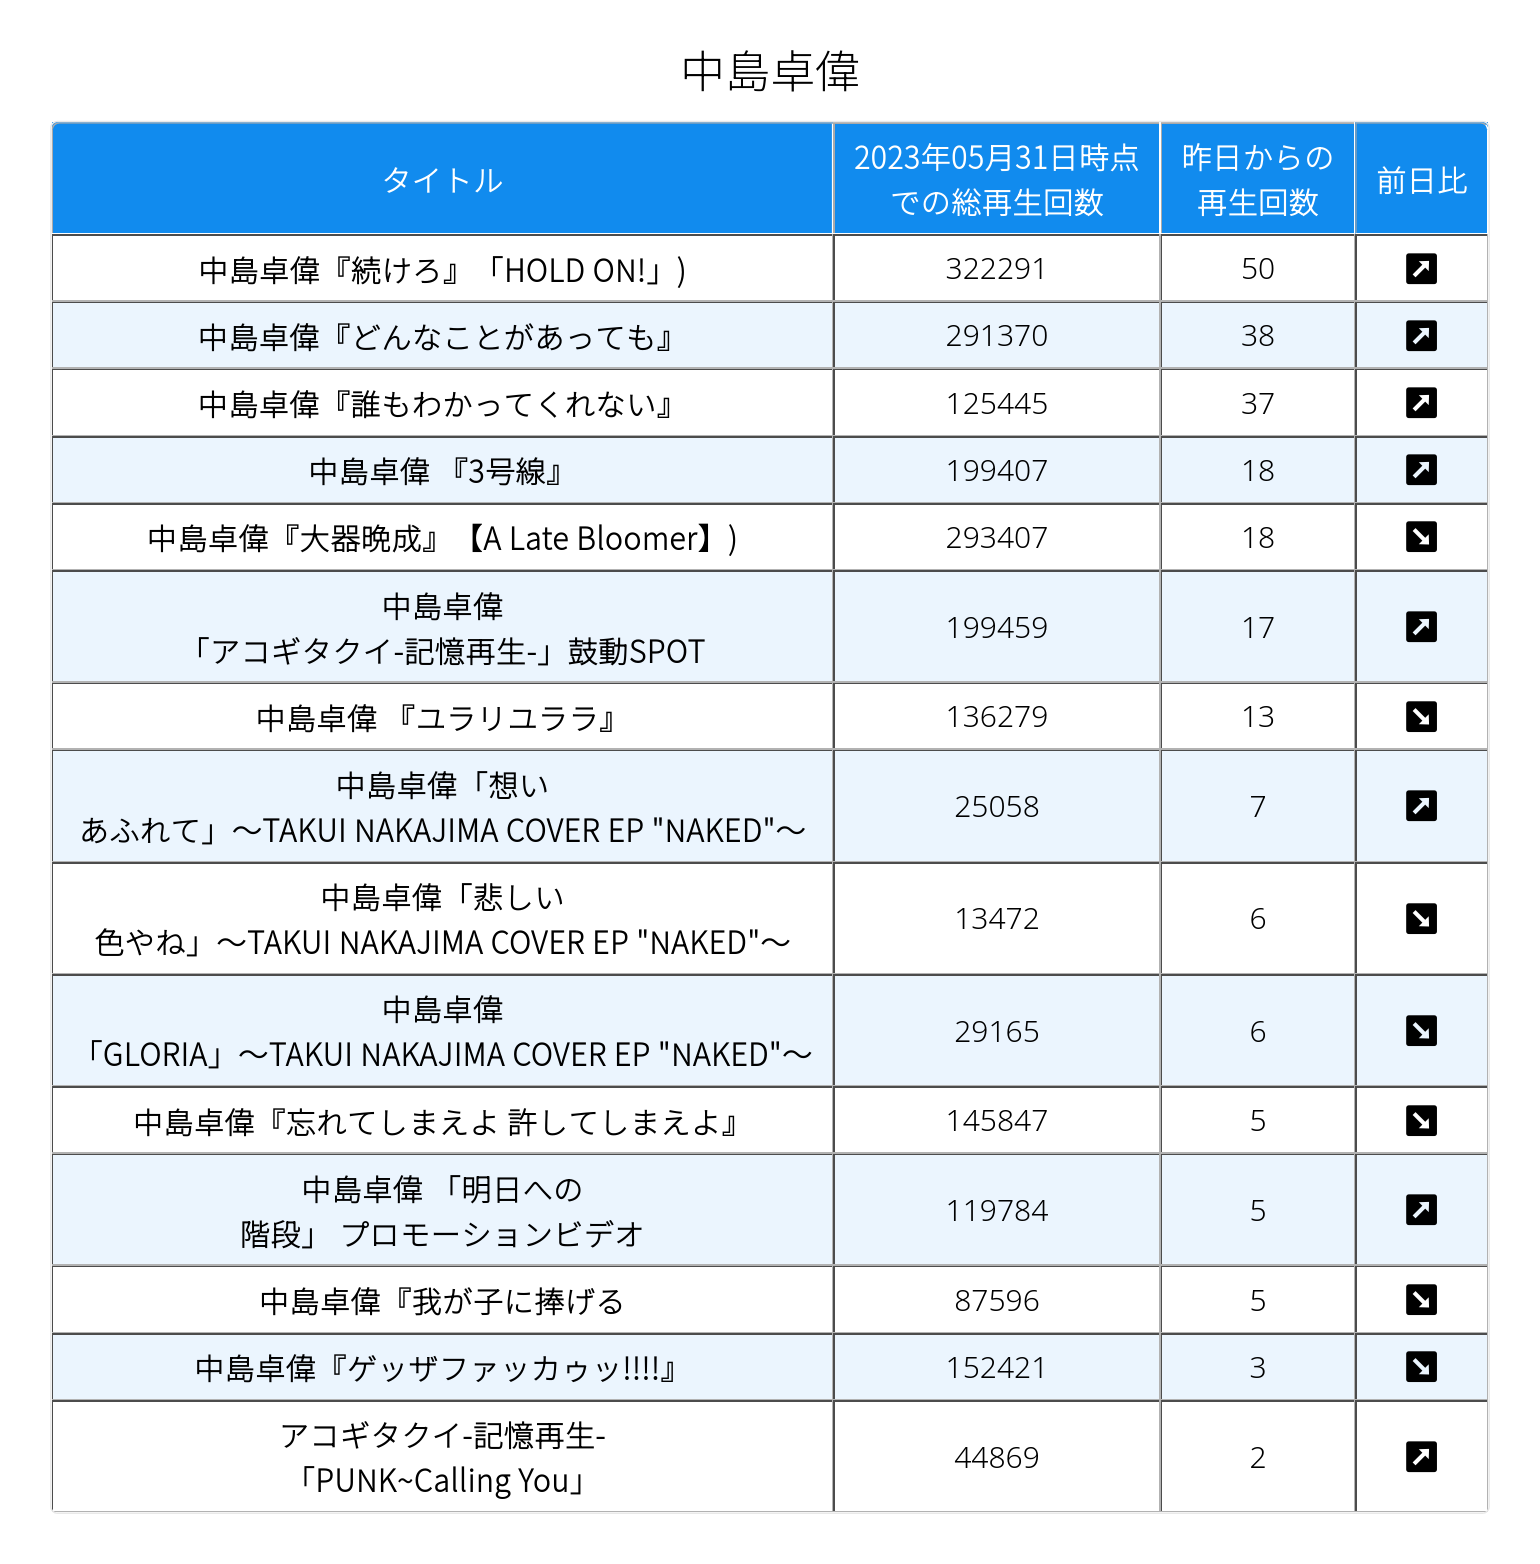 中島卓偉
タイトル
2023年05月31日時点
での総再生回数
昨日からの
再生回数
前日比
中島卓偉『続けろ』「HOLD ON!」) 322291 50
中島卓偉『どんなことがあっても』 291370 38
中島卓偉『誰もわかってくれない』 125445 37
中島卓偉 『3号線』 199407 18
中島卓偉『大器晩成』【A Late Bloomer】) 293407 18
中島卓偉
「アコギタクイ-記憶再生-」鼓動SPOT
199459 17
中島卓偉 『ユラリユララ』 136279 13
中島卓偉「想い
あふれて」〜TAKUI NAKAJIMA COVER EP "NAKED"〜
25058 7
中島卓偉「悲しい
色やね」〜TAKUI NAKAJIMA COVER EP "NAKED"〜
13472 6
中島卓偉
「GLORIA」〜TAKUI NAKAJIMA COVER EP "NAKED"〜
29165 6
中島卓偉『忘れてしまえよ 許してしまえよ』 145847 5
中島卓偉 「明日への
階段」 プロモーションビデオ
119784 5
中島卓偉『我が子に捧げる 87596 5
中島卓偉『ゲッザファッカゥッ!!!!』 152421 3
アコギタクイ-記憶再生-
「PUNK~Calling You」
44869 2